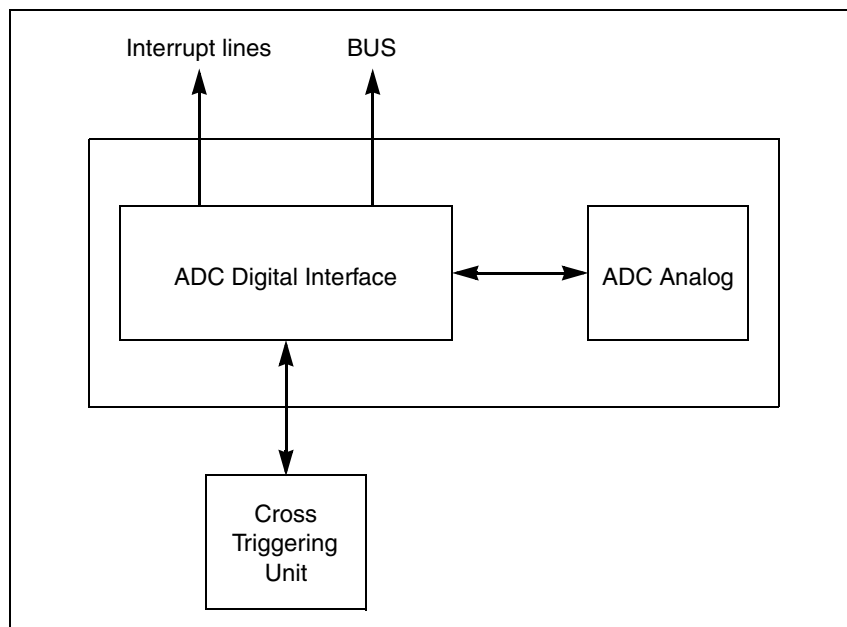 Interrupt lines
BUS
ADC Digital Interface
ADC Analog
Cross
Triggering
Unit